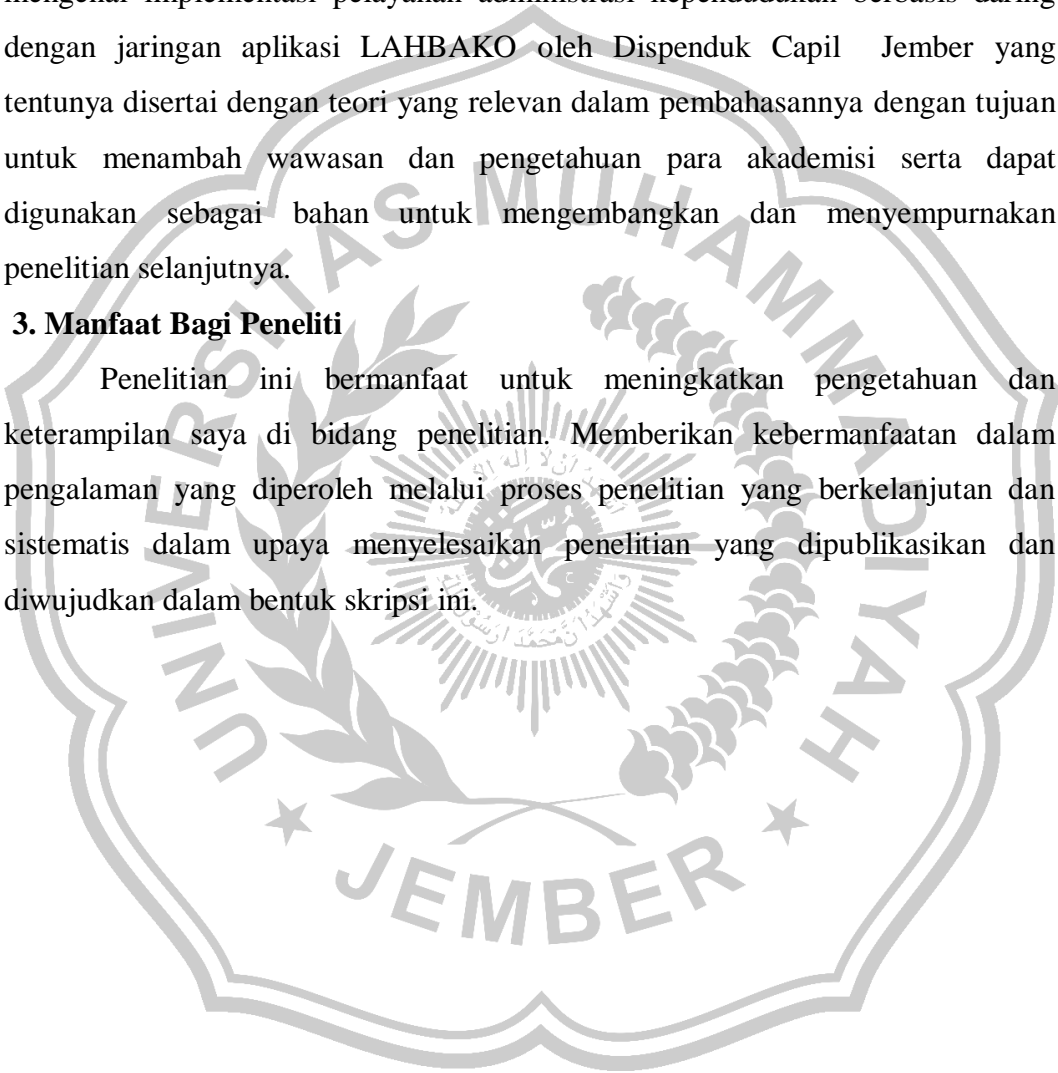 mengenai implementasi pelayanan administrasi kependudukan berbasis daring
dengan jaringan aplikasi LAHBAKO oleh Dispenduk Capil Jember yang
tentunya disertai dengan teori yang relevan dalam pembahasannya dengan tujuan
untuk menambah wawasan dan pengetahuan para akademisi serta dapat
digunakan sebagai bahan untuk mengembangkan dan menyempurnakan
penelitian selanjutnya.
3. Manfaat Bagi Peneliti
Penelitian ini bermanfaat untuk meningkatkan pengetahuan dan
keterampilan saya di bidang penelitian. Memberikan kebermanfaatan dalam
pengalaman yang diperoleh melalui proses penelitian yang berkelanjutan dan
sistematis dalam upaya menyelesaikan penelitian yang dipublikasikan dan
diwujudkan dalam bentuk skripsi ini.
UNIVERSITAS MUHAMMADIYAH
JEMBER